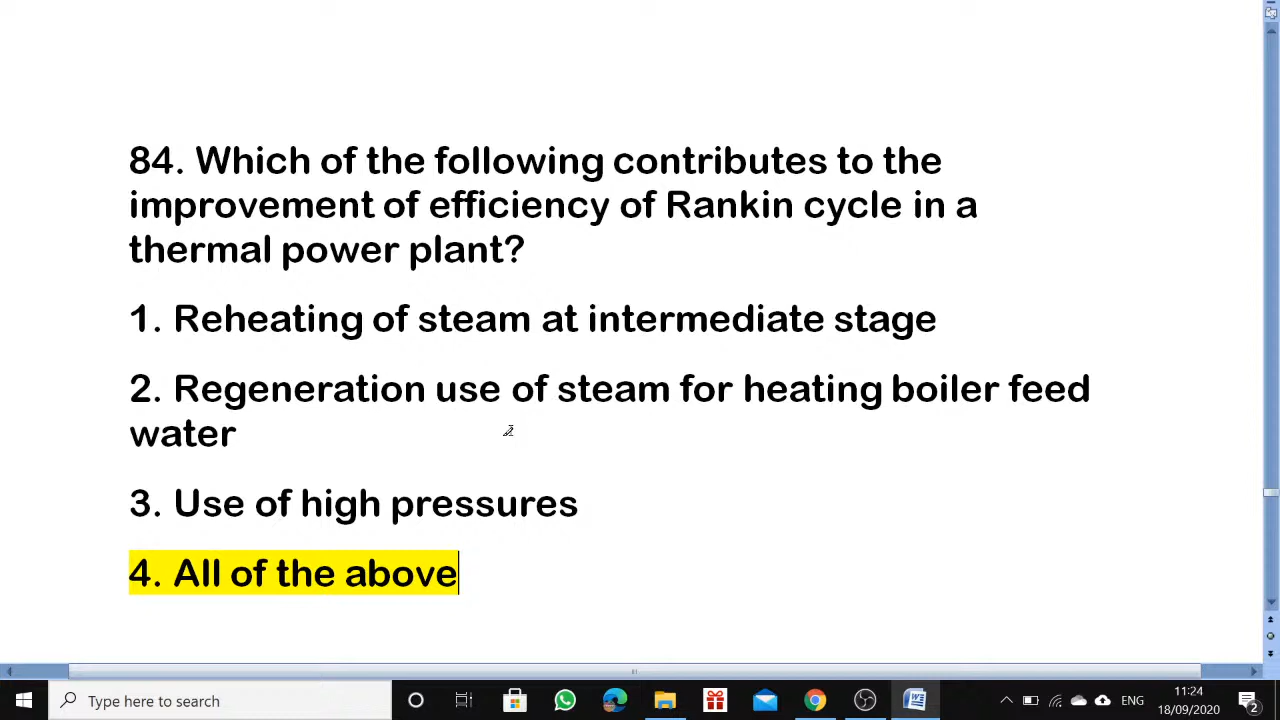 84. Which of the following contributes to the
improvement of efficiency of Rankin cycle in a
thermal power plant?
1. Reheating of steam at intermediate stage
2. Regeneration use of steam for heating boiler feed
water
3. Use of high pressures
4. All of the above
Type here to search
ENG
11:24
18/09/2020
2